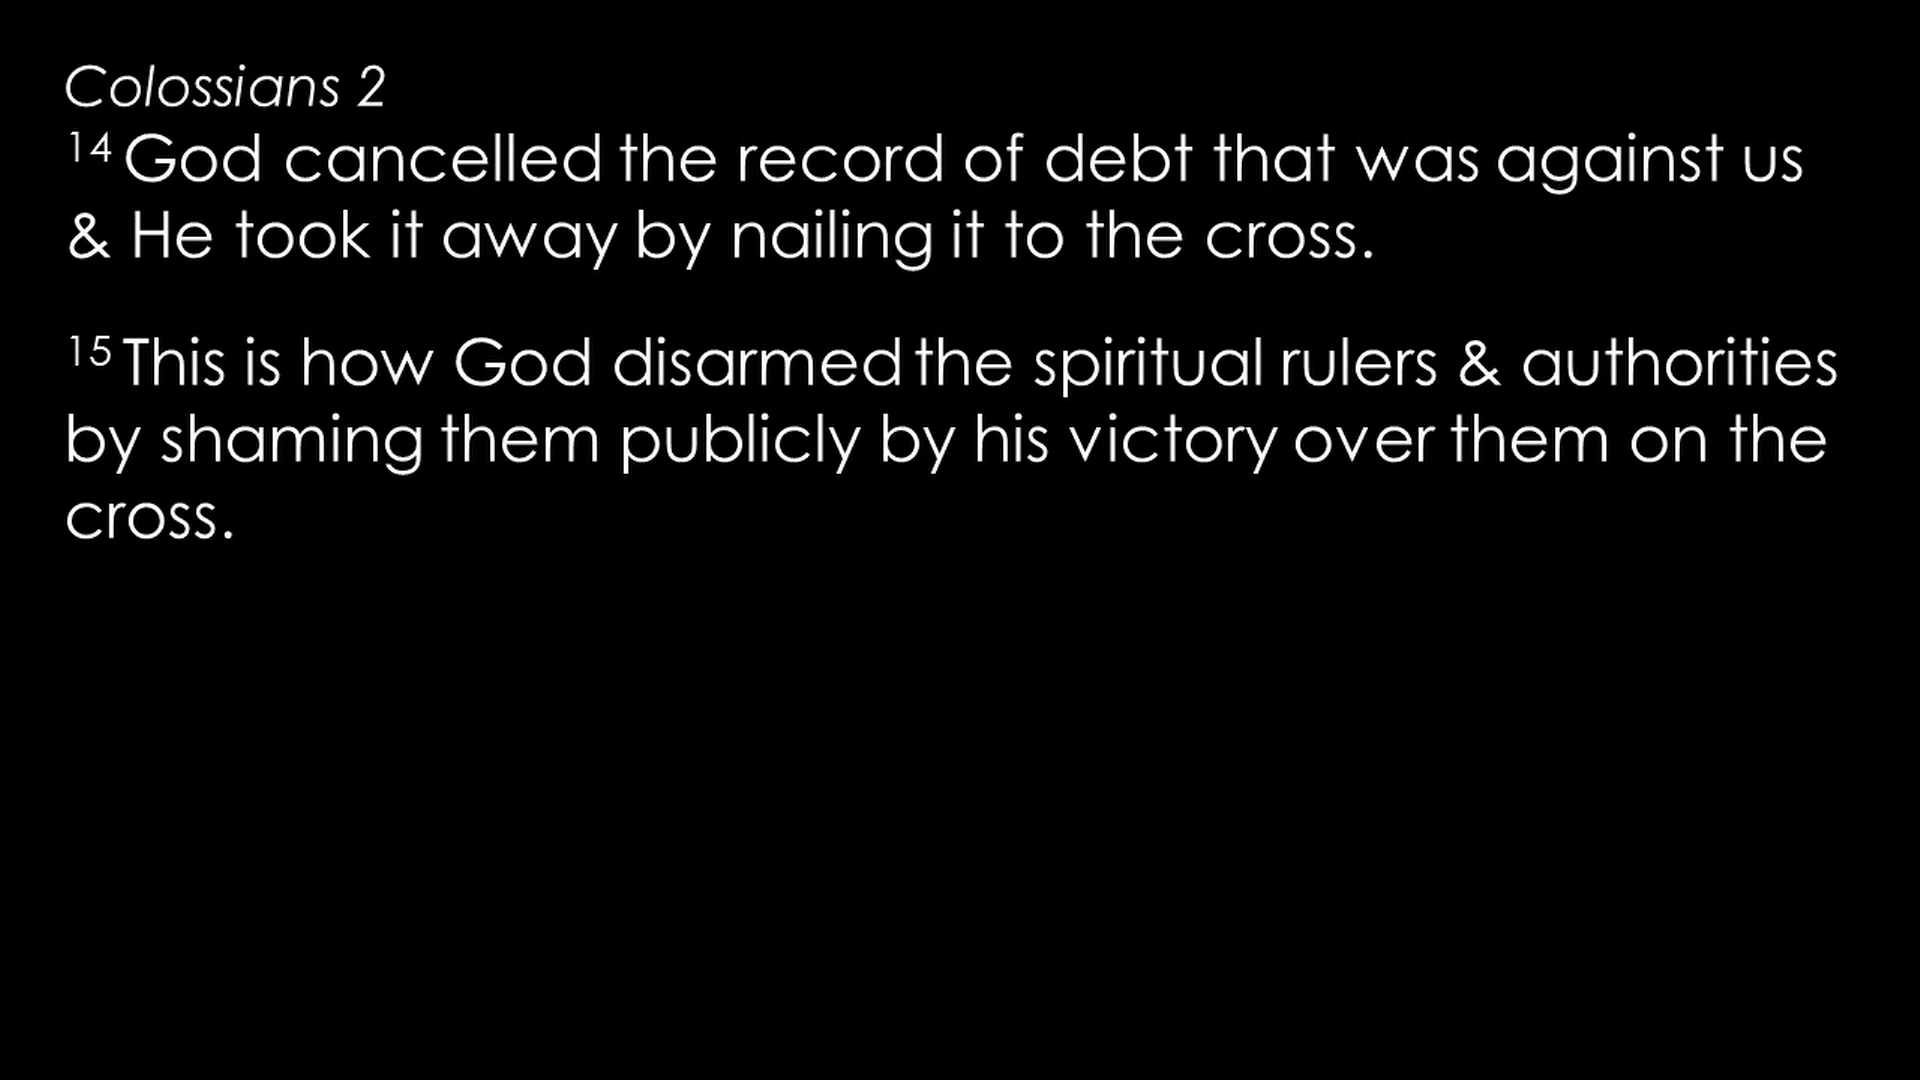 Colossians 2
14 God cancelled the record of debt that was against us
& He took it away by nailing it to the cross.
15 This is how God disarmed the spiritual rulers & authorities
by shaming them publicly by his victory over them on the
cross.